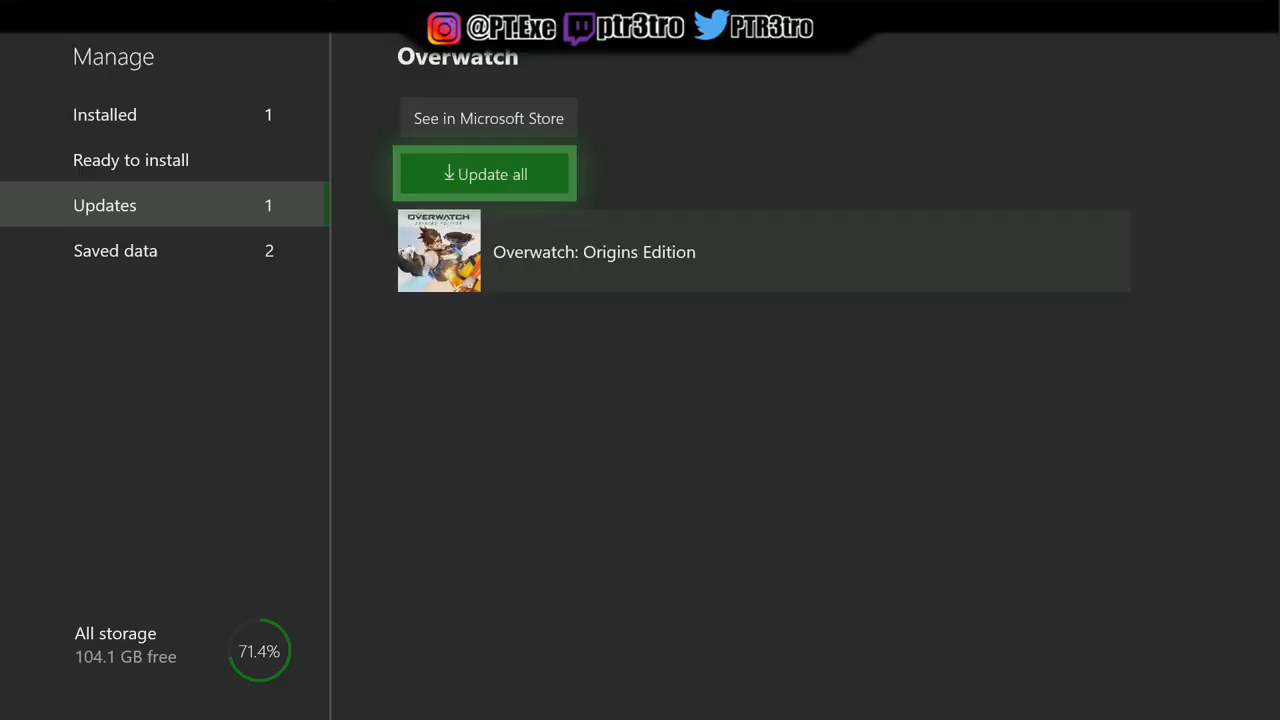 @PT.Exe ptr3tro PTR3tro
Manage
Installed 1
Ready to install
Updates 1
Saved data 2
All storage
104.1 GB free
71.4%
Overwatch
See in Microsoft Store
Update all
OVERWATCH
Overwatch: Origins Edition